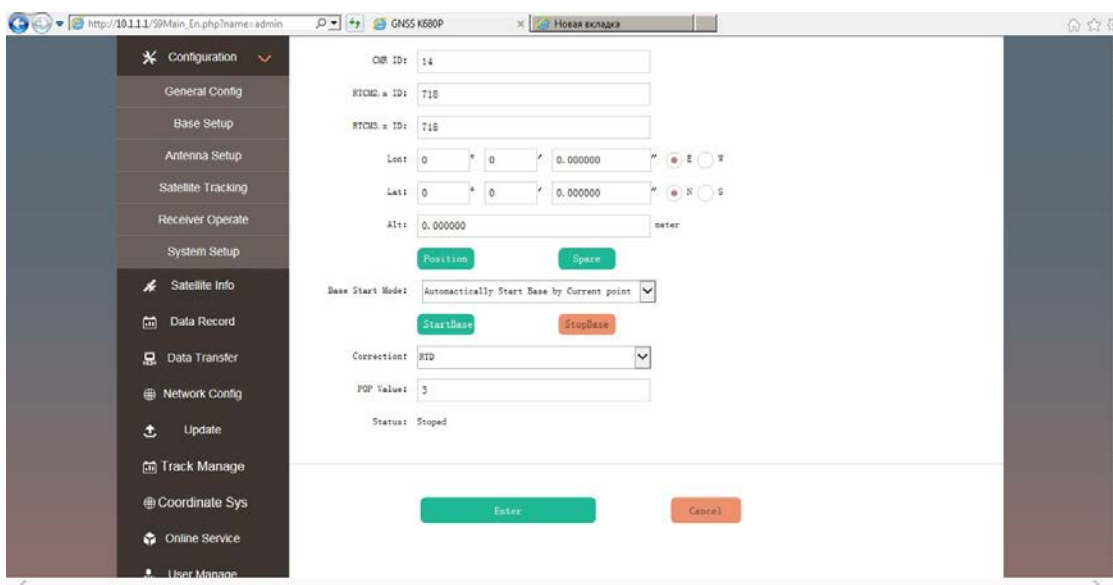 http://10.1.1.1/S9Main_En.php?name=admin GNSS K680P Новая вкладка
Configuration
General Config
Base Setup
Antenna Setup
Satellite Tracking
Receiver Operate
System Setup
Satellite Info
Data Record
Data Transfer
Network Config
Update
Track Manage
Coordinate Sys
Online Service
User Manage
CMR ID: 14
RTCM2.x ID: 718
RTCM3.x ID: 718
Lon: 0 ° 0 ′ 0.000000 ″ E W
Lat: 0 ° 0 ′ 0.000000 ″ N S
Alt: 0.000000 meter
Position Spare
Base Start Mode: Automactically Start Base by Current point
StartBase StopBase
Correction: RTD
PDP Value: 3
Status: Stoped
Enter Cancel